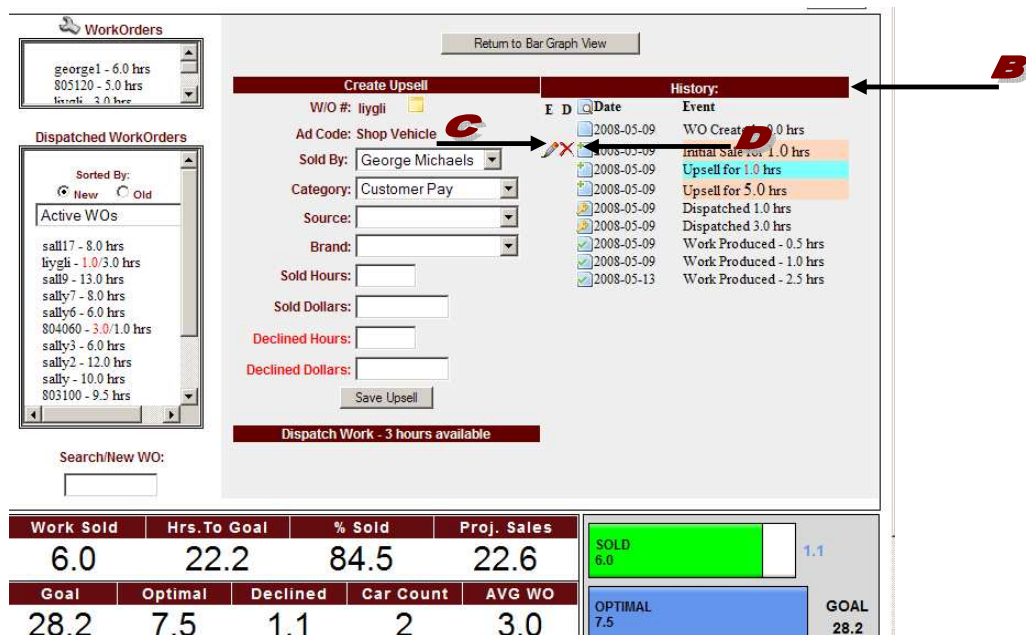 WorkOrders
george1 - 6.0 hrs
805120 - 5.0 hrs
Return to Bar Graph View
B
Create Upsell
History:
W/O #: liygli
E D Date Event
Ad Code: Shop Vehicle
C
2008-05-09 WO Created 0.0 hrs
D
2008-05-09 Initial Sale for 1.0 hrs
Sold By: George Michaels
2008-05-09 Upsell for 1.0 hrs
Category: Customer Pay
2008-05-09 Upsell for 5.0 hrs
Source:
2008-05-09 Dispatched 1.0 hrs
2008-05-09 Dispatched 3.0 hrs
Brand:
2008-05-09 Work Produced - 0.5 hrs
2008-05-09 Work Produced - 1.0 hrs
Sold Hours:
2008-05-13 Work Produced - 2.5 hrs
Sold Dollars:
Declined Hours:
Declined Dollars:
Save Upsell
Dispatch Work - 3 hours available
Dispatched WorkOrders
Sorted By:
New Old
Active WOs
sall17 - 8.0 hrs
liygli - 1.0/3.0 hrs
sall9 - 13.0 hrs
sally7 - 8.0 hrs
sally6 - 6.0 hrs
804060 - 3.0/1.0 hrs
sally3 - 6.0 hrs
sally2 - 12.0 hrs
sally - 10.0 hrs
803100 - 9.5 hrs
Search/New WO:
Work Sold Hrs.To Goal % Sold Proj. Sales
6.0 22.2 84.5 22.6
Goal Optimal Declined Car Count AVG WO
28.2 7.5 1.1 2 3.0
SOLD
6.0
1.1
OPTIMAL
7.5
GOAL
28.2